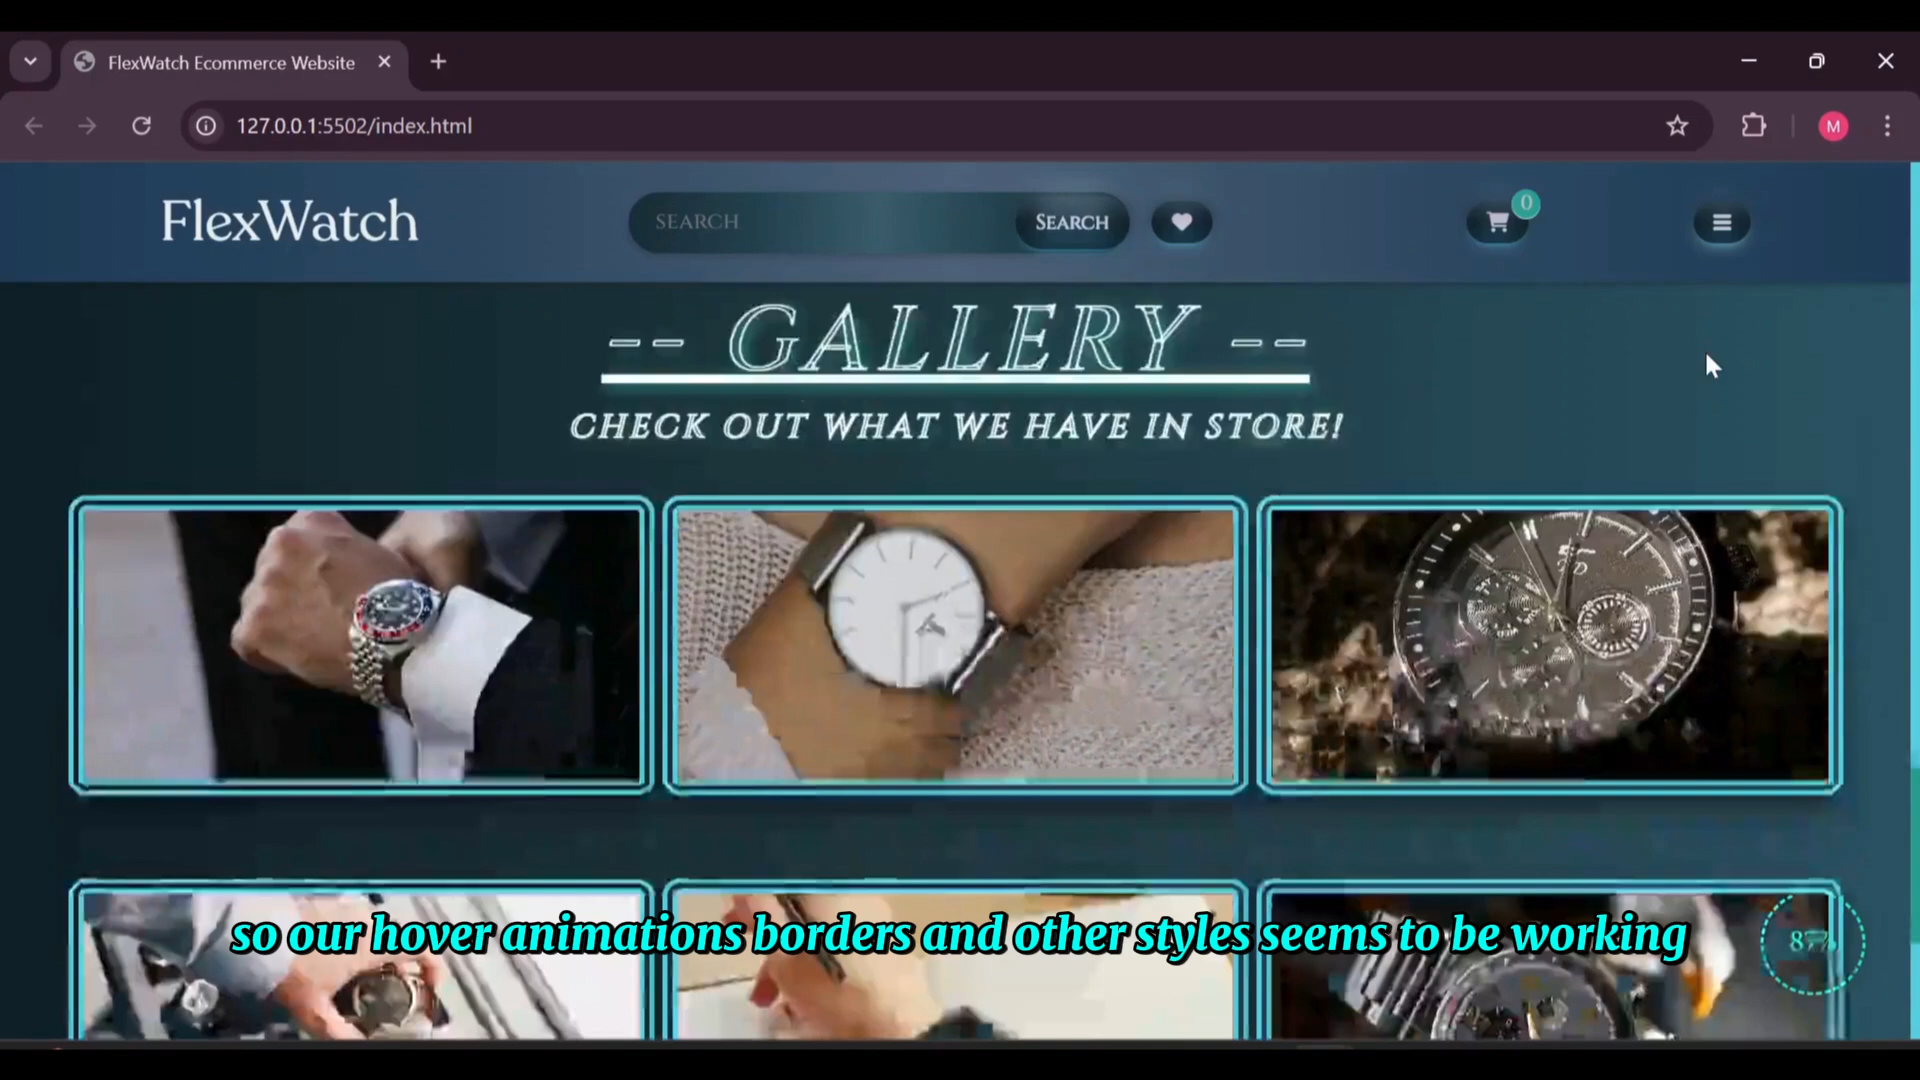 FlexWatch Ecommerce Website
127.0.0.1:5502/index.html
M
FlexWatch
SEARCH
SEARCH
0
-- GALLERY --
CHECK OUT WHAT WE HAVE IN STORE!
so our hover animations borders and other styles seems to be working